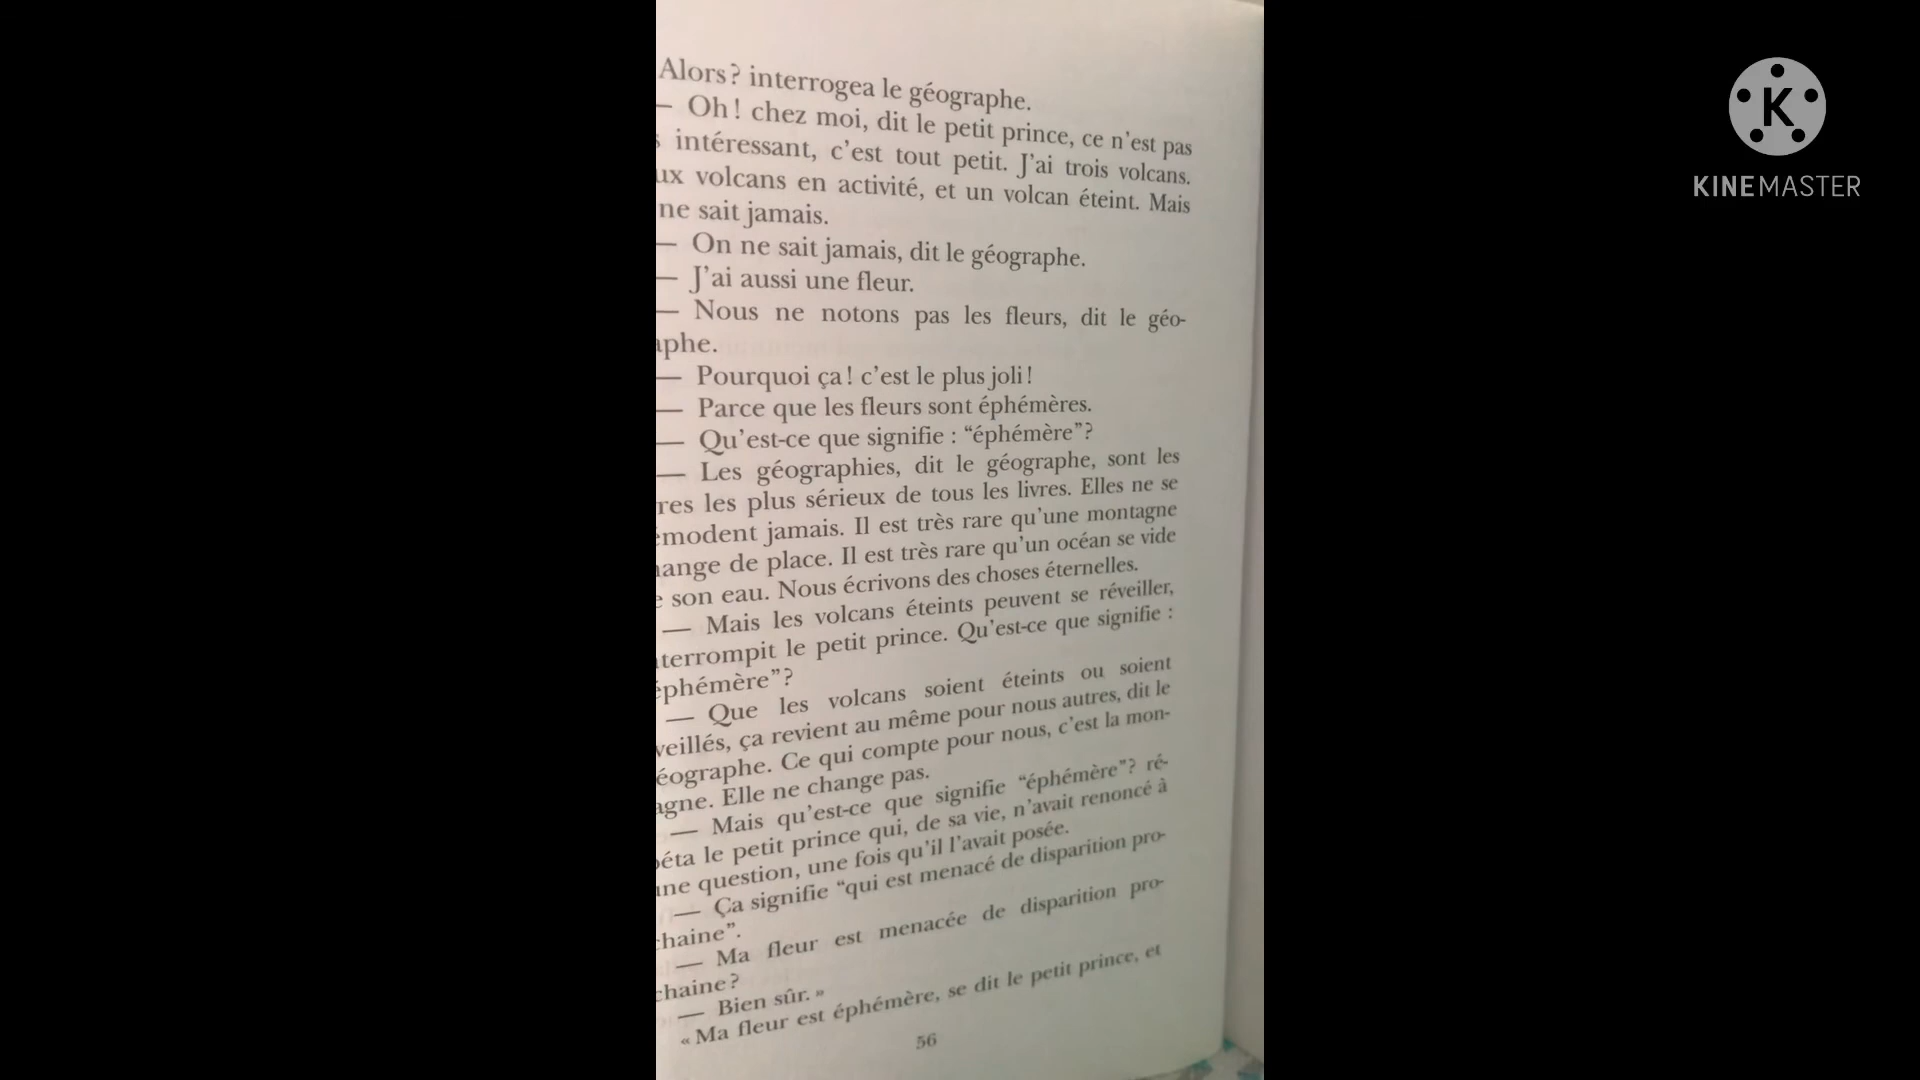 Alors? interrogea le géographe.
— Oh! chez moi, dit le petit prince, ce n'est pas
s intéressant, c'est tout petit. J'ai trois volcans.
ux volcans en activité, et un volcan éteint. Mais
ne sait jamais.
— On ne sait jamais, dit le géographe.
— J'ai aussi une fleur.
— Nous ne notons pas les fleurs, dit le géo-
aphe.
— Pourquoi ça! c'est le plus joli!
— Parce que les fleurs sont éphémères.
— Qu'est-ce que signifie : “éphémère”?
— Les géographies, dit le géographe, sont les
res les plus sérieux de tous les livres. Elles ne se
émodent jamais. Il est très rare qu'une montagne
hange de place. Il est très rare qu'un océan se vide
e son eau. Nous écrivons des choses éternelles.
— Mais les volcans éteints peuvent se réveiller,
nterrompit le petit prince. Qu'est-ce que signifie :
éphémère”?
— Que les volcans soient éteints ou soient
veillés, ça revient au même pour nous autres, dit le
éographe. Ce qui compte pour nous, c'est la mon-
agne. Elle ne change pas.
— Mais qu'est-ce que signifie “éphémère”? ré-
péta le petit prince qui, de sa vie, n'avait renoncé à
une question, une fois qu'il l'avait posée.
— Ça signifie “qui est menacé de disparition pro-
chaine”.
— Ma fleur est menacée de disparition pro-
chaine?
— Bien sûr. »
« Ma fleur est éphémère, se dit le petit prince, et
56
K
KINEMASTER